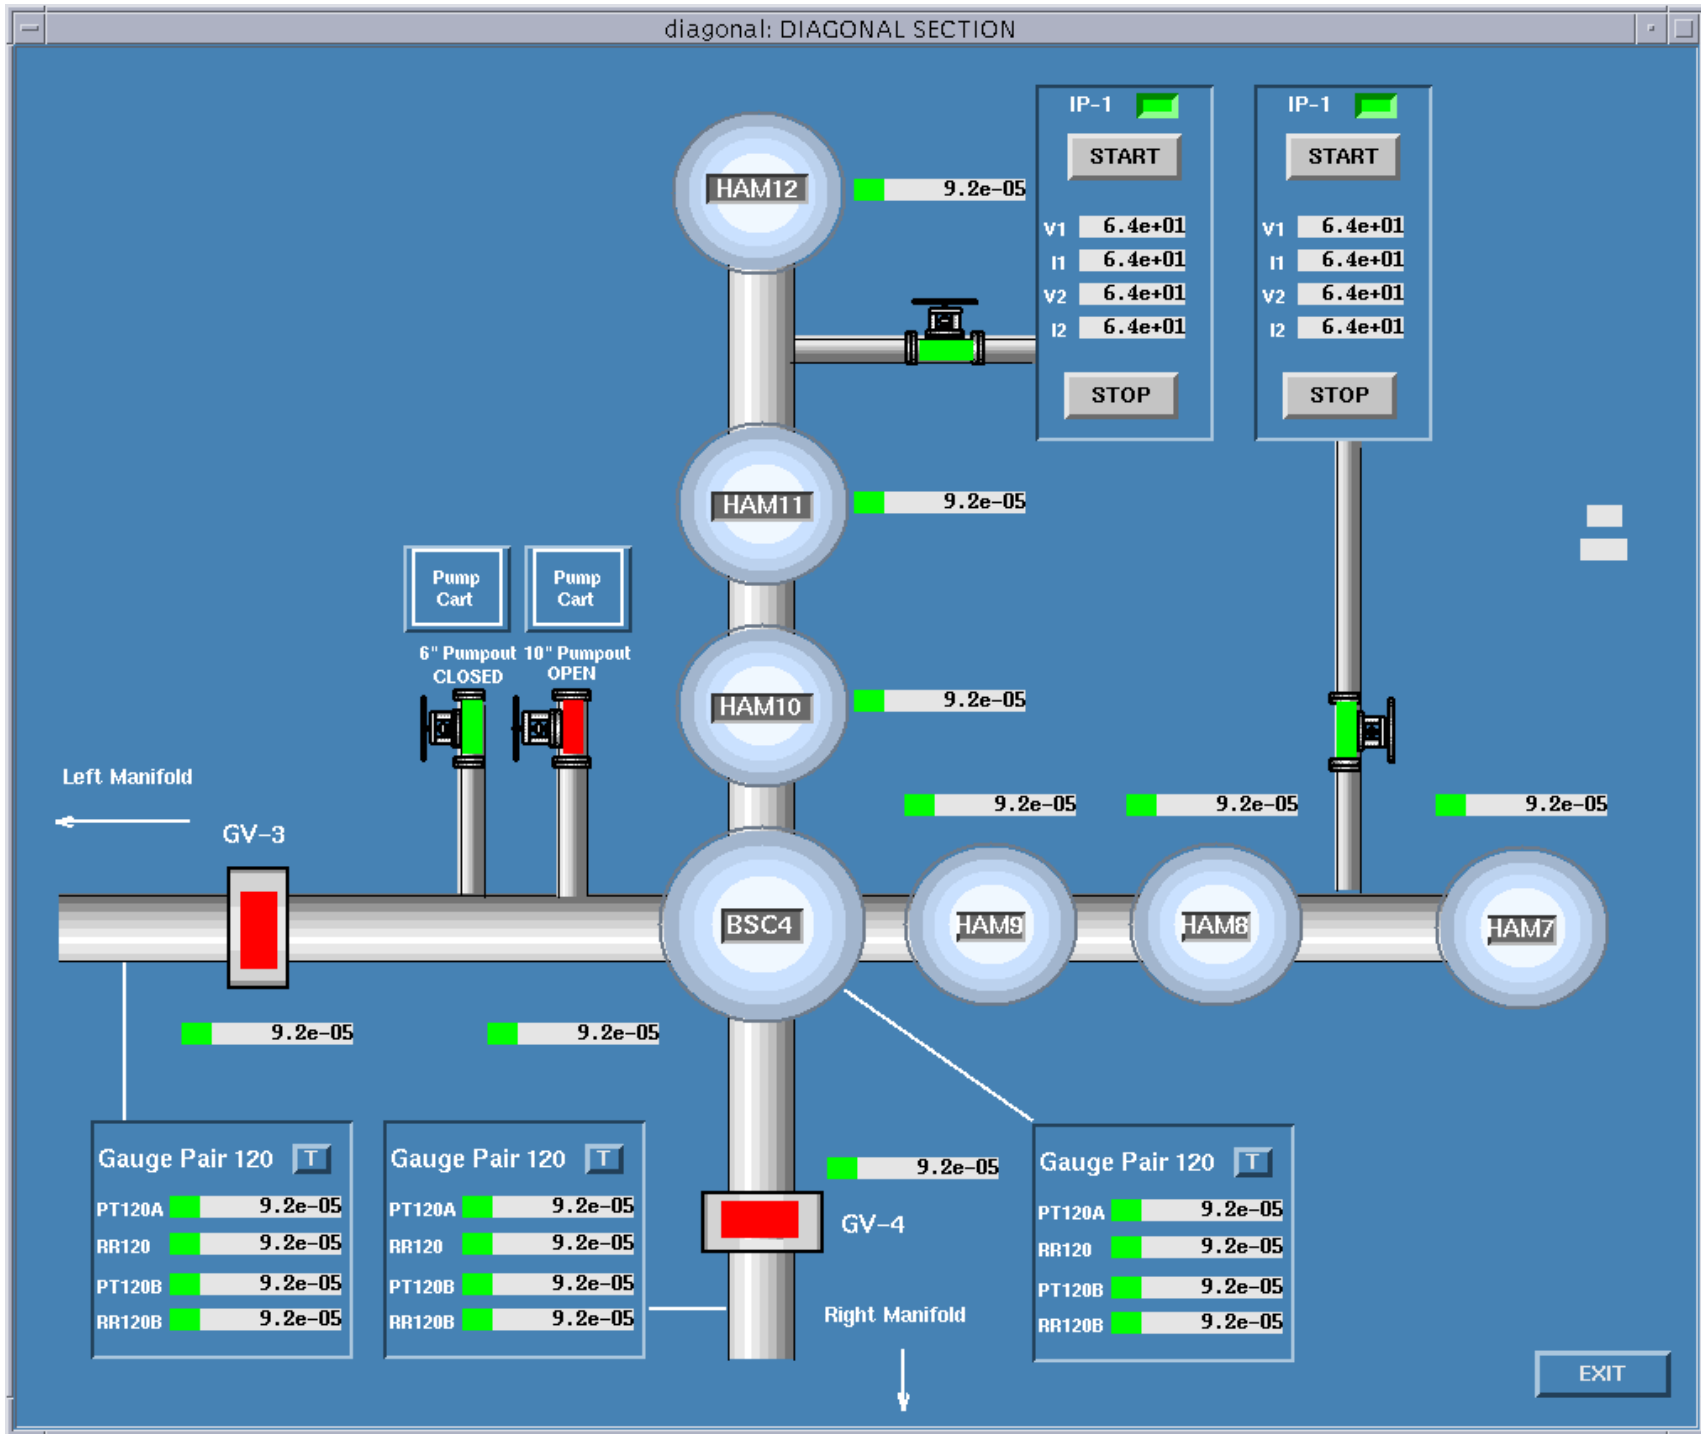 diagonal: DIAGONAL SECTION
IP-1
IP-1
START
START
HAM12
9.2e-05
V1 6.4e+01
V1 6.4e+01
I1 6.4e+01
I1 6.4e+01
V2 6.4e+01
V2 6.4e+01
I2 6.4e+01
I2 6.4e+01
STOP
STOP
HAM11
9.2e-05
Pump
Cart
Pump
Cart
6" Pumpout
CLOSED
10" Pumpout
OPEN
HAM10
9.2e-05
Left Manifold
GV-3
9.2e-05
9.2e-05
9.2e-05
BSC4
HAM9
HAM8
HAM7
9.2e-05
9.2e-05
Gauge Pair 120 T
PT120A 9.2e-05
RR120 9.2e-05
PT120B 9.2e-05
RR120B 9.2e-05
Gauge Pair 120 T
PT120A 9.2e-05
RR120 9.2e-05
PT120B 9.2e-05
RR120B 9.2e-05
9.2e-05
GV-4
Right Manifold
Gauge Pair 120 T
PT120A 9.2e-05
RR120 9.2e-05
PT120B 9.2e-05
RR120B 9.2e-05
EXIT